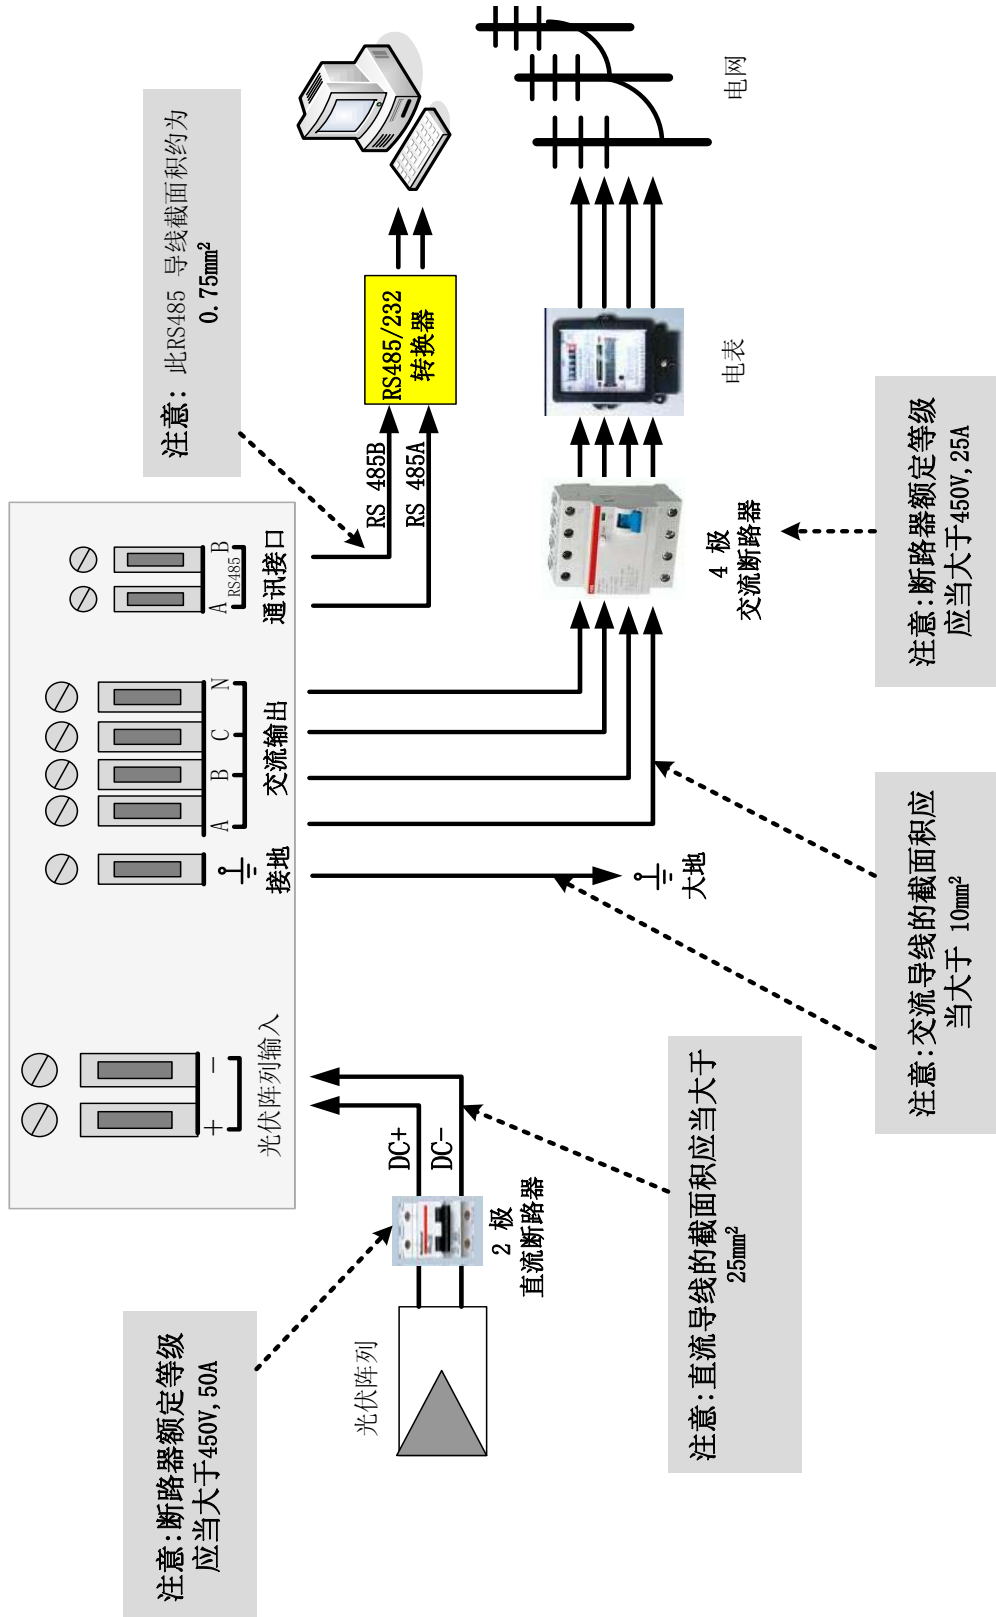 光伏阵列输入
+
-
接地
A
B
C
N
交流输出
A
B
RS485
通讯接口
注意:断路器额定等级
应当大于450V,50A
光伏阵列
2 极
直流断路器
DC+
DC-
注意:直流导线的截面积应当大于
25mm²
大地
注意:交流导线的截面积应
当大于 10mm²
4 极
交流断路器
注意:断路器额定等级
应当大于450V,25A
注意: 此RS485 导线截面积约为
0.75mm²
RS 485B
RS 485A
RS485/232
转换器
电表
电网